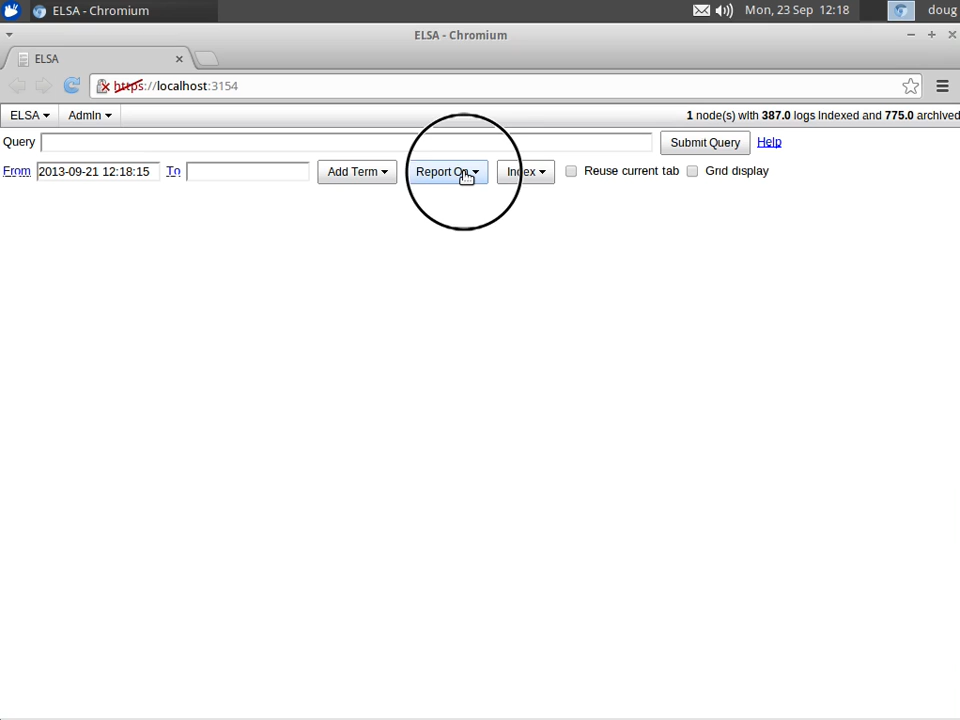 ELSA - Chromium Mon, 23 Sep 12:18 doug
ELSA - Chromium
ELSA
https://localhost:3154
ELSA Admin 1 node(s) with 387.0 logs indexed and 775.0 archived
Query Submit Query Help
From 2013-09-21 12:18:15 To Add Term Report On Index Reuse current tab Grid display